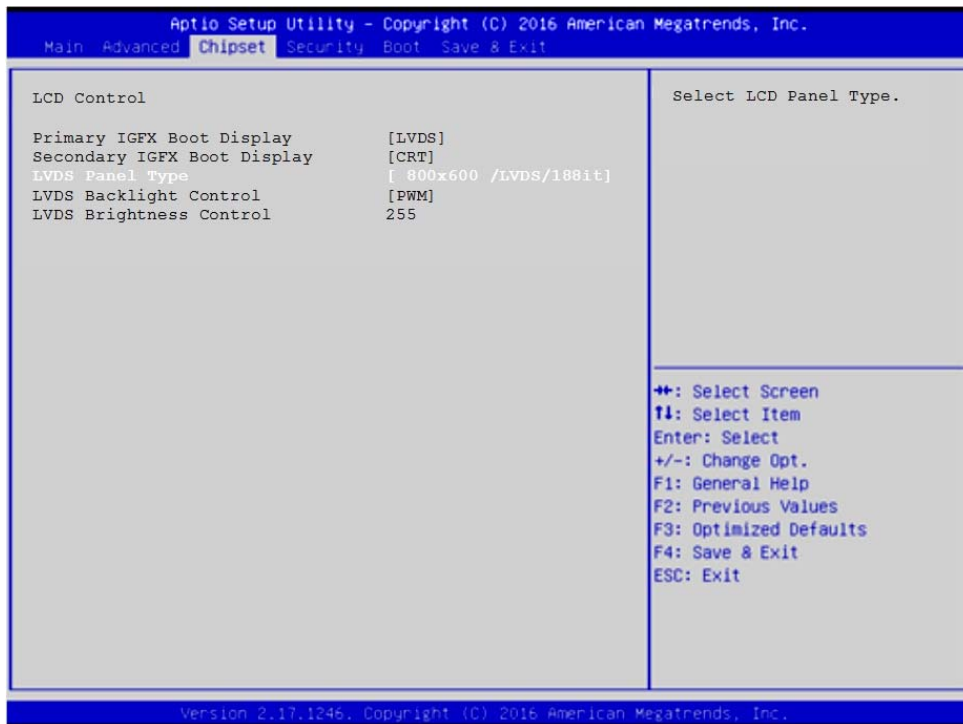 Aptio Setup Utility - Copyright (C) 2016 American Megatrends, Inc.
Main Advanced Chipset Security Boot Save & Exit
LCD Control
Primary IGFX Boot Display [LVDS]
Secondary IGFX Boot Display [CRT]
LVDS Panel Type [ 800x600 /LVDS/188it]
LVDS Backlight Control [PWM]
LVDS Brightness Control 255
Select LCD Panel Type.
→←: Select Screen
↑↓: Select Item
Enter: Select
+/-: Change Opt.
F1: General Help
F2: Previous Values
F3: Optimized Defaults
F4: Save & Exit
ESC: Exit
Version 2.17.1246. Copyright (C) 2016 American Megatrends, Inc.